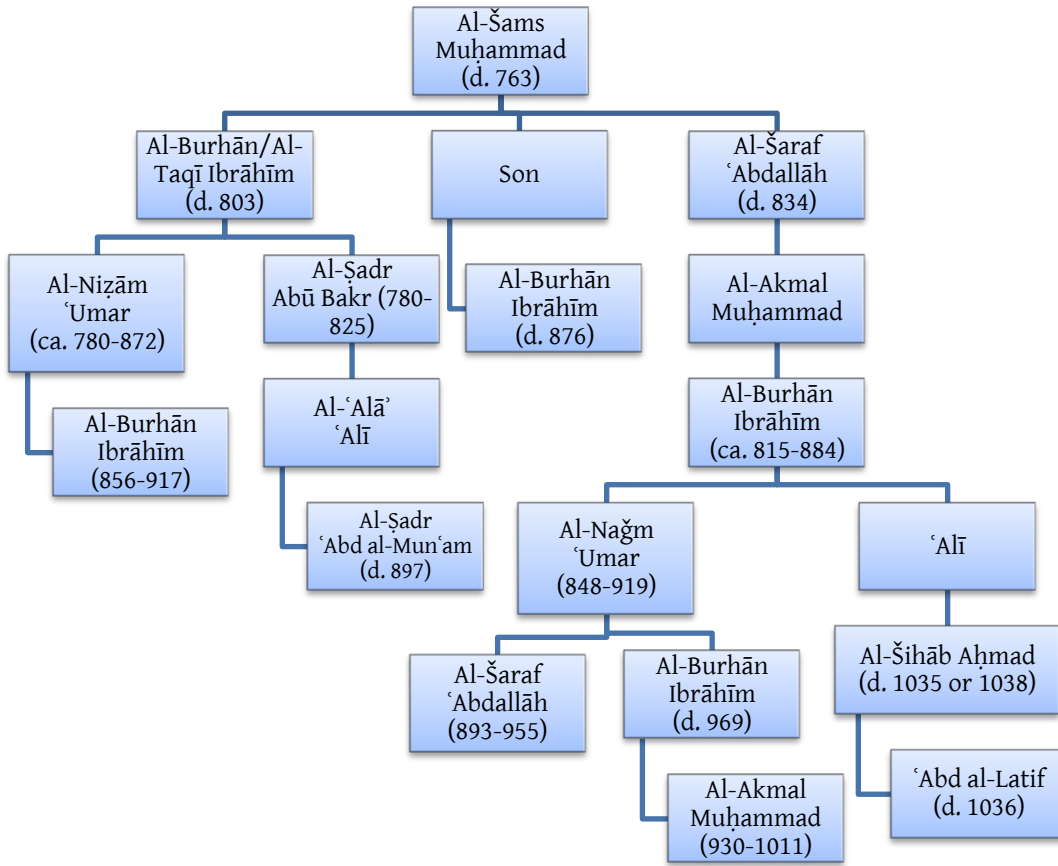 Al-Šams
Muḥammad
(d. 763)
Al-Burhān/Al-
Taqī Ibrāhīm
(d. 803)
Son
Al-Šaraf
ʿAbdallāh
(d. 834)
Al-Niẓām
ʿUmar
(ca. 780-872)
Al-Ṣadr
Abū Bakr (780-
825)
Al-Burhān
Ibrāhīm
(d. 876)
Al-Akmal
Muḥammad
Al-Burhān
Ibrāhīm
(856-917)
Al-ʿAlāʾ
ʿAlī
Al-Burhān
Ibrāhīm
(ca. 815-884)
Al-Ṣadr
ʿAbd al-Munʿam
(d. 897)
Al-Naǧm
ʿUmar
(848-919)
ʿAlī
Al-Šaraf
ʿAbdallāh
(893-955)
Al-Burhān
Ibrāhīm
(d. 969)
Al-Šihāb Aḥmad
(d. 1035 or 1038)
Al-Akmal
Muḥammad
(930-1011)
ʿAbd al-Latif
(d. 1036)